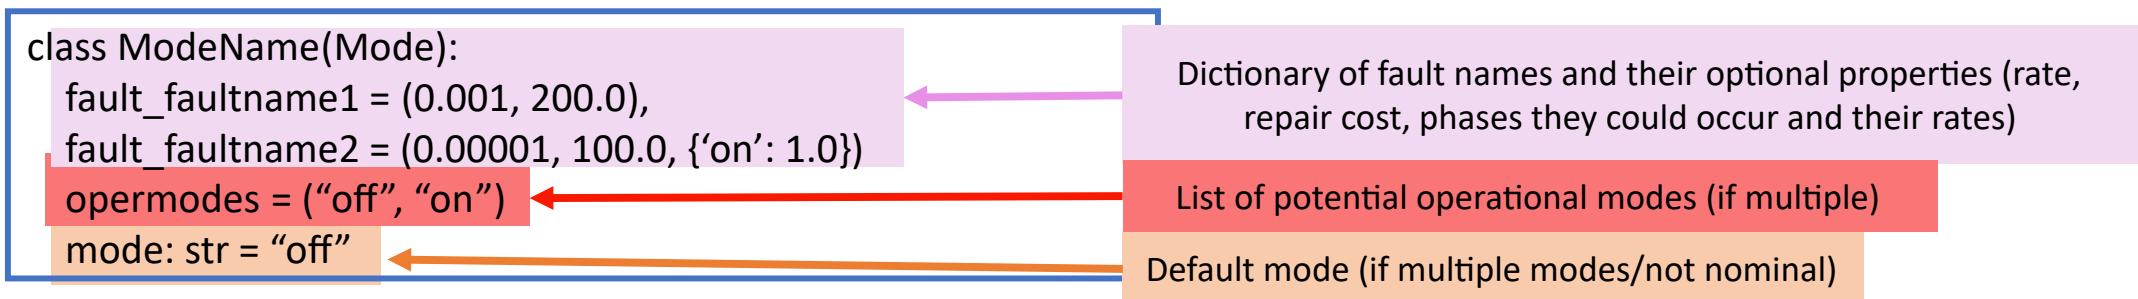 class ModeName(Mode):
fault_faultname1 = (0.001, 200.0),
fault_faultname2 = (0.00001, 100.0, {‘on’: 1.0})
opermodes = (“off”, “on”)
mode: str = “off”
Dictionary of fault names and their optional properties (rate,
repair cost, phases they could occur and their rates)
List of potential operational modes (if multiple)
Default mode (if multiple modes/not nominal)